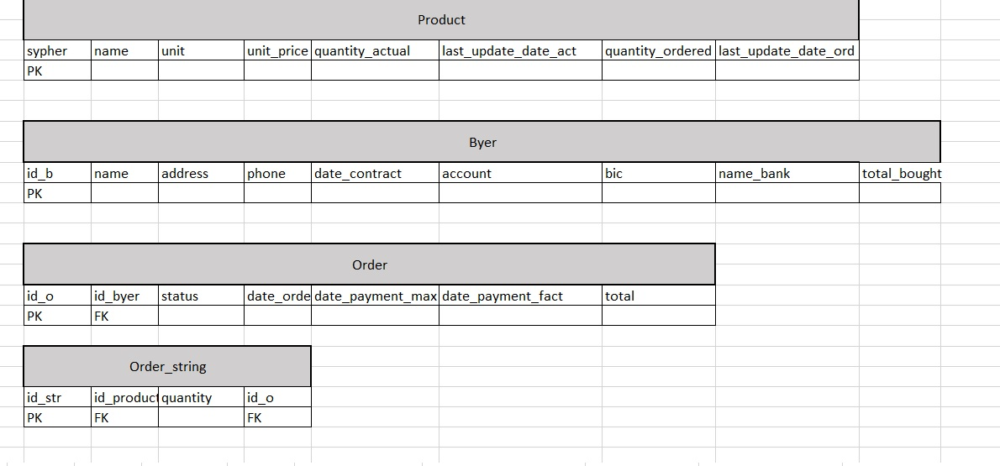 Product
sypher name unit unit_price quantity_actual last_update_date_act quantity_ordered last_update_date_ord
PK
Byer
id_b name address phone date_contract account bic name_bank total_bought
PK
Order
id_o id_byer status date_orde date_payment_max date_payment_fact total
PK FK
Order_string
id_str id_product quantity id_o
PK FK FK